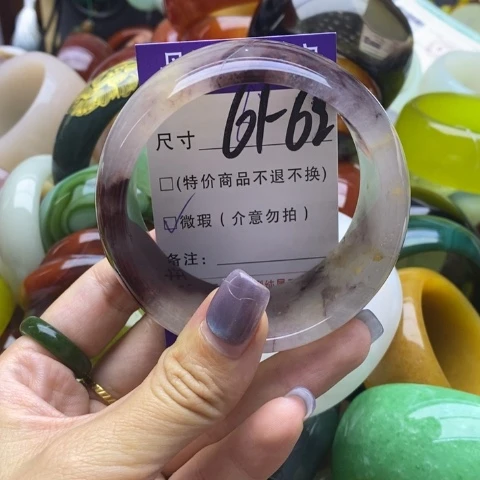 尺寸 61-62
□(特价商品不退不换)
☑微瑕（介意勿拍）
备注：